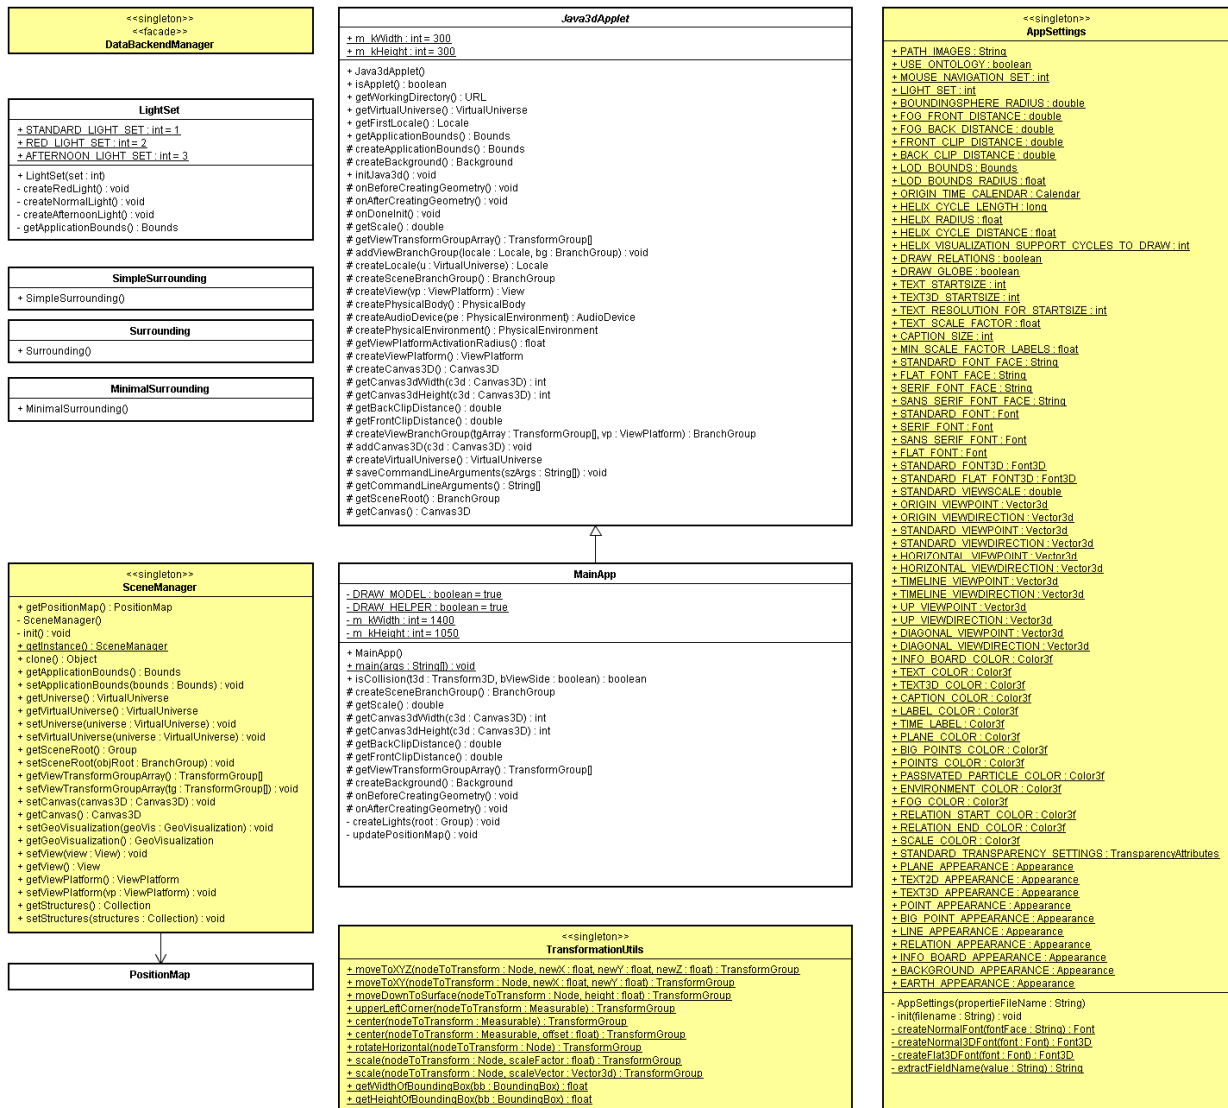 <<singleton>>
<<facade>>
DataBackendManager
LightSet
+ STANDARD_LIGHT_SET : int = 1
+ RED_LIGHT_SET : int = 2
+ AFTERNOON_LIGHT_SET : int = 3
+ LightSet(set : int)
- createRedLight() : void
- createNormalLight() : void
- createAfternoonLight() : void
- getApplicationBounds() : Bounds
SimpleSurrounding
+ SimpleSurrounding()
Surrounding
+ Surrounding()
MinimalSurrounding
+ MinimalSurrounding()
<<singleton>>
SceneManager
+ getPositionMap() : PositionMap
- SceneManager()
- init() : void
+ getInstance() : SceneManager
+ clone() : Object
+ getApplicationBounds() : Bounds
+ setApplicationBounds(bounds : Bounds) : void
+ getUniverse() : VirtualUniverse
+ getVirtualUniverse() : VirtualUniverse
+ setUniverse(universe : VirtualUniverse) : void
+ setVirtualUniverse(universe : VirtualUniverse) : void
+ getSceneRoot() : Group
+ setSceneRoot(objRoot : BranchGroup) : void
+ getViewTransformGroupArray() : TransformGroup[]
+ setViewTransformGroupArray(tg : TransformGroup[]) : void
+ setCanvas(canvas3D : Canvas3D) : void
+ getCanvas() : Canvas3D
+ setGeoVisualization(geoVis : GeoVisualization) : void
+ getGeoVisualization() : GeoVisualization
+ setView(view : View) : void
+ getView() : View
+ getViewPlatform() : ViewPlatform
+ setViewPlatform(vp : ViewPlatform) : void
+ getStructures() : Collection
+ setStructures(structures : Collection) : void
PositionMap
Java3dApplet
+ m_kWidth : int = 300
+ m_kHeight : int = 300
+ Java3dApplet()
+ isApplet() : boolean
+ getWorkingDirectory() : URL
+ getVirtualUniverse() : VirtualUniverse
+ getFirstLocale() : Locale
+ getApplicationBounds() : Bounds
# createApplicationBounds() : Bounds
# createBackground() : Background
+ initJava3d() : void
# onBeforeCreatingGeometry() : void
# onAfterCreatingGeometry() : void
# onDoneInit() : void
# getScale() : double
# getViewTransformGroupArray() : TransformGroup[]
# addViewBranchGroup(locale : Locale, bg : BranchGroup) : void
# createLocale(u : VirtualUniverse) : Locale
# createSceneBranchGroup() : BranchGroup
# createView(vp : ViewPlatform) : View
# createPhysicalBody() : PhysicalBody
# createAudioDevice(pe : PhysicalEnvironment) : AudioDevice
# createPhysicalEnvironment() : PhysicalEnvironment
# getViewPlatformActivationRadius() : float
# createViewPlatform() : ViewPlatform
# createCanvas3D() : Canvas3D
# getCanvas3dWidth(c3d : Canvas3D) : int
# getCanvas3dHeight(c3d : Canvas3D) : int
# getBackClipDistance() : double
# getFrontClipDistance() : double
# createViewBranchGroup(tgArray : TransformGroup[], vp : ViewPlatform) : BranchGroup
# addCanvas3D(c3d : Canvas3D) : void
# createVirtualUniverse() : VirtualUniverse
# saveCommandLineArguments(szArgs : String[]) : void
# getCommandLineArguments() : String[]
# getSceneRoot() : BranchGroup
# getCanvas() : Canvas3D
MainApp
- DRAW_MODEL : boolean = true
- DRAW_HELPER : boolean = true
- m_kWidth : int = 1400
- m_kHeight : int = 1050
+ MainApp()
+ main(args : String[]) : void
+ isCollision(t3d : Transform3D, bViewSide : boolean) : boolean
# createSceneBranchGroup() : BranchGroup
# getScale() : double
# getCanvas3dWidth(c3d : Canvas3D) : int
# getCanvas3dHeight(c3d : Canvas3D) : int
# getBackClipDistance() : double
# getFrontClipDistance() : double
# getViewTransformGroupArray() : TransformGroup[]
# createBackground() : Background
# onBeforeCreatingGeometry() : void
# onAfterCreatingGeometry() : void
- createLights(root : Group) : void
- updatePositionMap() : void
<<singleton>>
TransformationUtils
+ moveToXYZ(nodeToTransform : Node, newX : float, newY : float, newZ : float) : TransformGroup
+ moveToXY(nodeToTransform : Node, newX : float, newY : float) : TransformGroup
+ moveDownToSurface(nodeToTransform : Node, height : float) : TransformGroup
+ upperLeftCorner(nodeToTransform : Measurable) : TransformGroup
+ center(nodeToTransform : Measurable) : TransformGroup
+ center(nodeToTransform : Measurable, offset : float) : TransformGroup
+ rotateHorizontal(nodeToTransform : Node) : TransformGroup
+ scale(nodeToTransform : Node, scaleFactor : float) : TransformGroup
+ scale(nodeToTransform : Node, scaleVector : Vector3d) : TransformGroup
+ getWidthOfBoundingBox(bb : BoundingBox) : float
+ getHeightOfBoundingBox(bb : BoundingBox) : float
<<singleton>>
AppSettings
+ PATH_IMAGES : String
+ USE_ONTOLOGY : boolean
+ MOUSE_NAVIGATION_SET : int
+ LIGHT_SET : int
+ BOUNDINGSPHERE_RADIUS : double
+ FOG_FRONT_DISTANCE : double
+ FOG_BACK_DISTANCE : double
+ FRONT_CLIP_DISTANCE : double
+ BACK_CLIP_DISTANCE : double
+ LOD_BOUNDS : Bounds
+ LOD_BOUNDS_RADIUS : float
+ ORIGIN_TIME_CALENDAR : Calendar
+ HELIX_CYCLE_LENGTH : long
+ HELIX_RADIUS : float
+ HELIX_CYCLE_DISTANCE : float
+ HELIX_VISUALIZATION_SUPPORT_CYCLES_TO_DRAW : int
+ DRAW_RELATIONS : boolean
+ DRAW_GLOBE : boolean
+ TEXT_STARTSIZE : int
+ TEXT3D_STARTSIZE : int
+ TEXT_RESOLUTION_FOR_STARTSIZE : int
+ TEXT_SCALE_FACTOR : float
+ CAPTION_SIZE : int
+ MIN_SCALE_FACTOR_LABELS : float
+ STANDARD_FONT_FACE : String
+ FLAT_FONT_FACE : String
+ SERIF_FONT_FACE : String
+ SANS_SERIF_FONT_FACE : String
+ STANDARD_FONT : Font
+ SERIF_FONT : Font
+ SANS_SERIF_FONT : Font
+ FLAT_FONT : Font
+ STANDARD_FONT3D : Font3D
+ STANDARD_FLAT_FONT3D : Font3D
+ STANDARD_VIEWSCALE : double
+ ORIGIN_VIEWPOINT : Vector3d
+ ORIGIN_VIEWDIRECTION : Vector3d
+ STANDARD_VIEWPOINT : Vector3d
+ STANDARD_VIEWDIRECTION : Vector3d
+ HORIZONTAL_VIEWPOINT : Vector3d
+ HORIZONTAL_VIEWDIRECTION : Vector3d
+ TIMELINE_VIEWPOINT : Vector3d
+ TIMELINE_VIEWDIRECTION : Vector3d
+ UP_VIEWPOINT : Vector3d
+ UP_VIEWDIRECTION : Vector3d
+ DIAGONAL_VIEWPOINT : Vector3d
+ DIAGONAL_VIEWDIRECTION : Vector3d
+ INFO_BOARD_COLOR : Color3f
+ TEXT_COLOR : Color3f
+ TEXT3D_COLOR : Color3f
+ CAPTION_COLOR : Color3f
+ LABEL_COLOR : Color3f
+ TIME_LABEL : Color3f
+ PLANE_COLOR : Color3f
+ BIG_POINTS_COLOR : Color3f
+ POINTS_COLOR : Color3f
+ PASSIVATED_PARTICLE_COLOR : Color3f
+ ENVIRONMENT_COLOR : Color3f
+ FOG_COLOR : Color3f
+ RELATION_START_COLOR : Color3f
+ RELATION_END_COLOR : Color3f
+ SCALE_COLOR : Color3f
+ STANDARD_TRANSPARENCY_SETTINGS : TransparencyAttributes
+ PLANE_APPEARANCE : Appearance
+ TEXT2D_APPEARANCE : Appearance
+ TEXT3D_APPEARANCE : Appearance
+ POINT_APPEARANCE : Appearance
+ BIG_POINT_APPEARANCE : Appearance
+ LINE_APPEARANCE : Appearance
+ RELATION_APPEARANCE : Appearance
+ INFO_BOARD_APPEARANCE : Appearance
+ BACKGROUND_APPEARANCE : Appearance
+ EARTH_APPEARANCE : Appearance
- AppSettings(propertieFileName : String)
- init(filename : String) : void
- createNormalFont(fontFace : String) : Font
- createNormal3DFont(font : Font) : Font3D
- createFlat3DFont(font : Font) : Font3D
- extractFieldName(value : String) : String